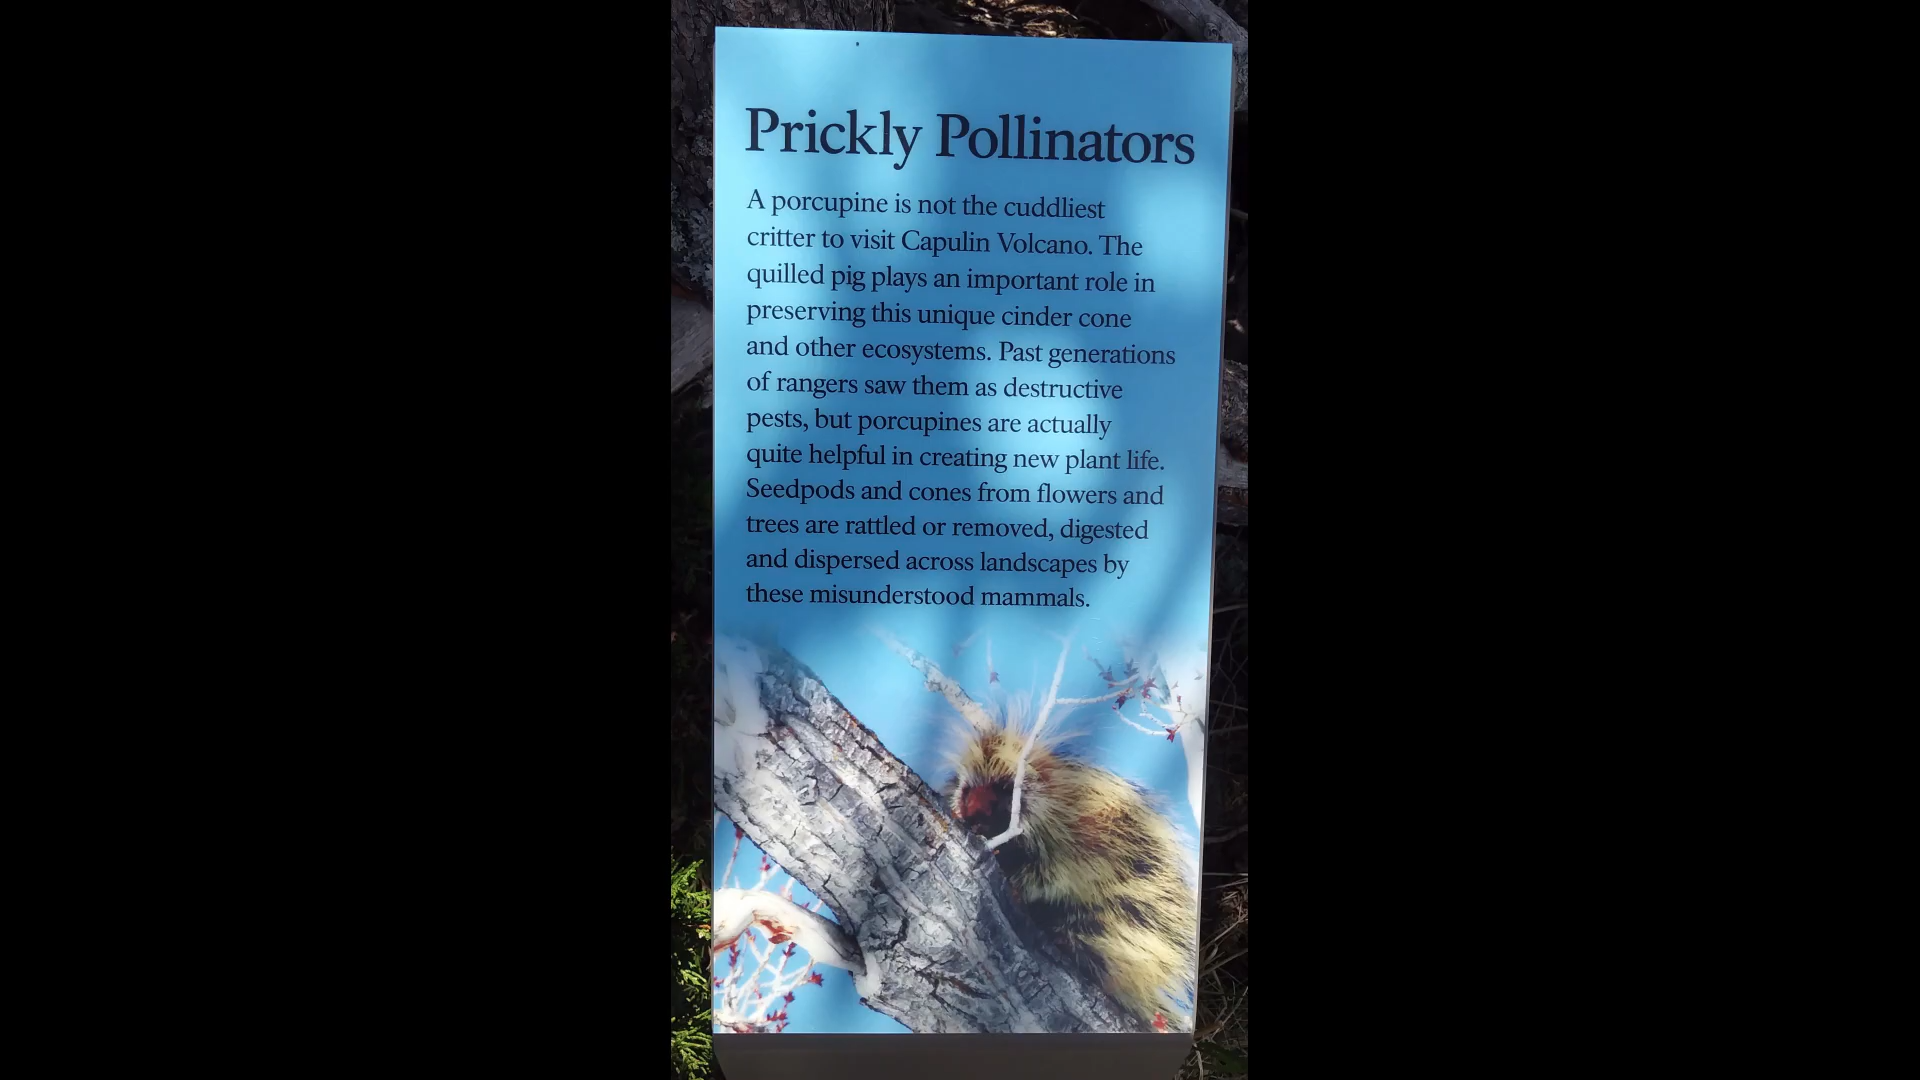 Prickly Pollinators
A porcupine is not the cuddliest
critter to visit Capulin Volcano. The
quilled pig plays an important role in
preserving this unique cinder cone
and other ecosystems. Past generations
of rangers saw them as destructive
pests, but porcupines are actually
quite helpful in creating new plant life.
Seedpods and cones from flowers and
trees are rattled or removed, digested
and dispersed across landscapes by
these misunderstood mammals.